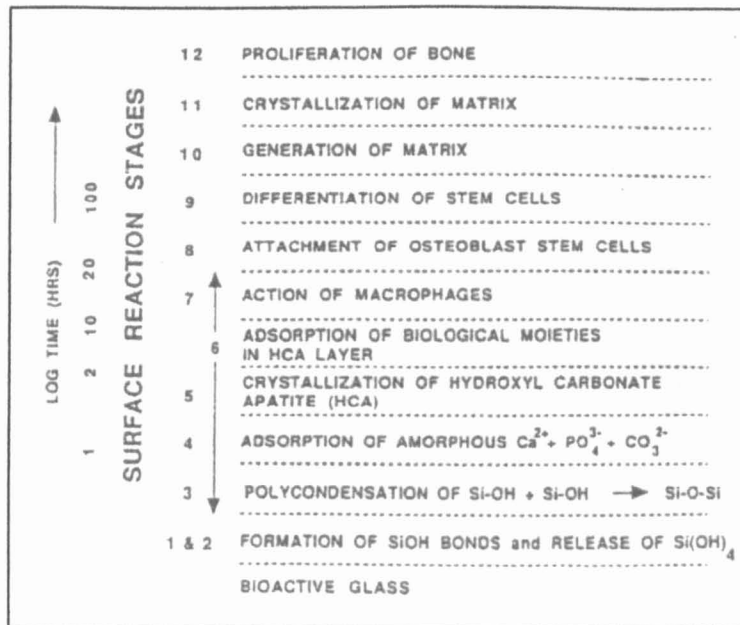 12 PROLIFERATION OF BONE
11 CRYSTALLIZATION OF MATRIX
10 GENERATION OF MATRIX
9 DIFFERENTIATION OF STEM CELLS
8 ATTACHMENT OF OSTEOBLAST STEM CELLS
7 ACTION OF MACROPHAGES
6 ADSORPTION OF BIOLOGICAL MOIETIES
IN HCA LAYER
5 CRYSTALLIZATION OF HYDROXYL CARBONATE
APATITE (HCA)
4 ADSORPTION OF AMORPHOUS Ca²⁺ + PO₄³⁻ + CO₃²⁻
3 POLYCONDENSATION OF Si-OH + Si-OH → Si-O-Si
1 & 2 FORMATION OF SiOH BONDS and RELEASE OF Si(OH)₄
BIOACTIVE GLASS
SURFACE REACTION STAGES
LOG TIME (HRS)
1 2 10 20 100